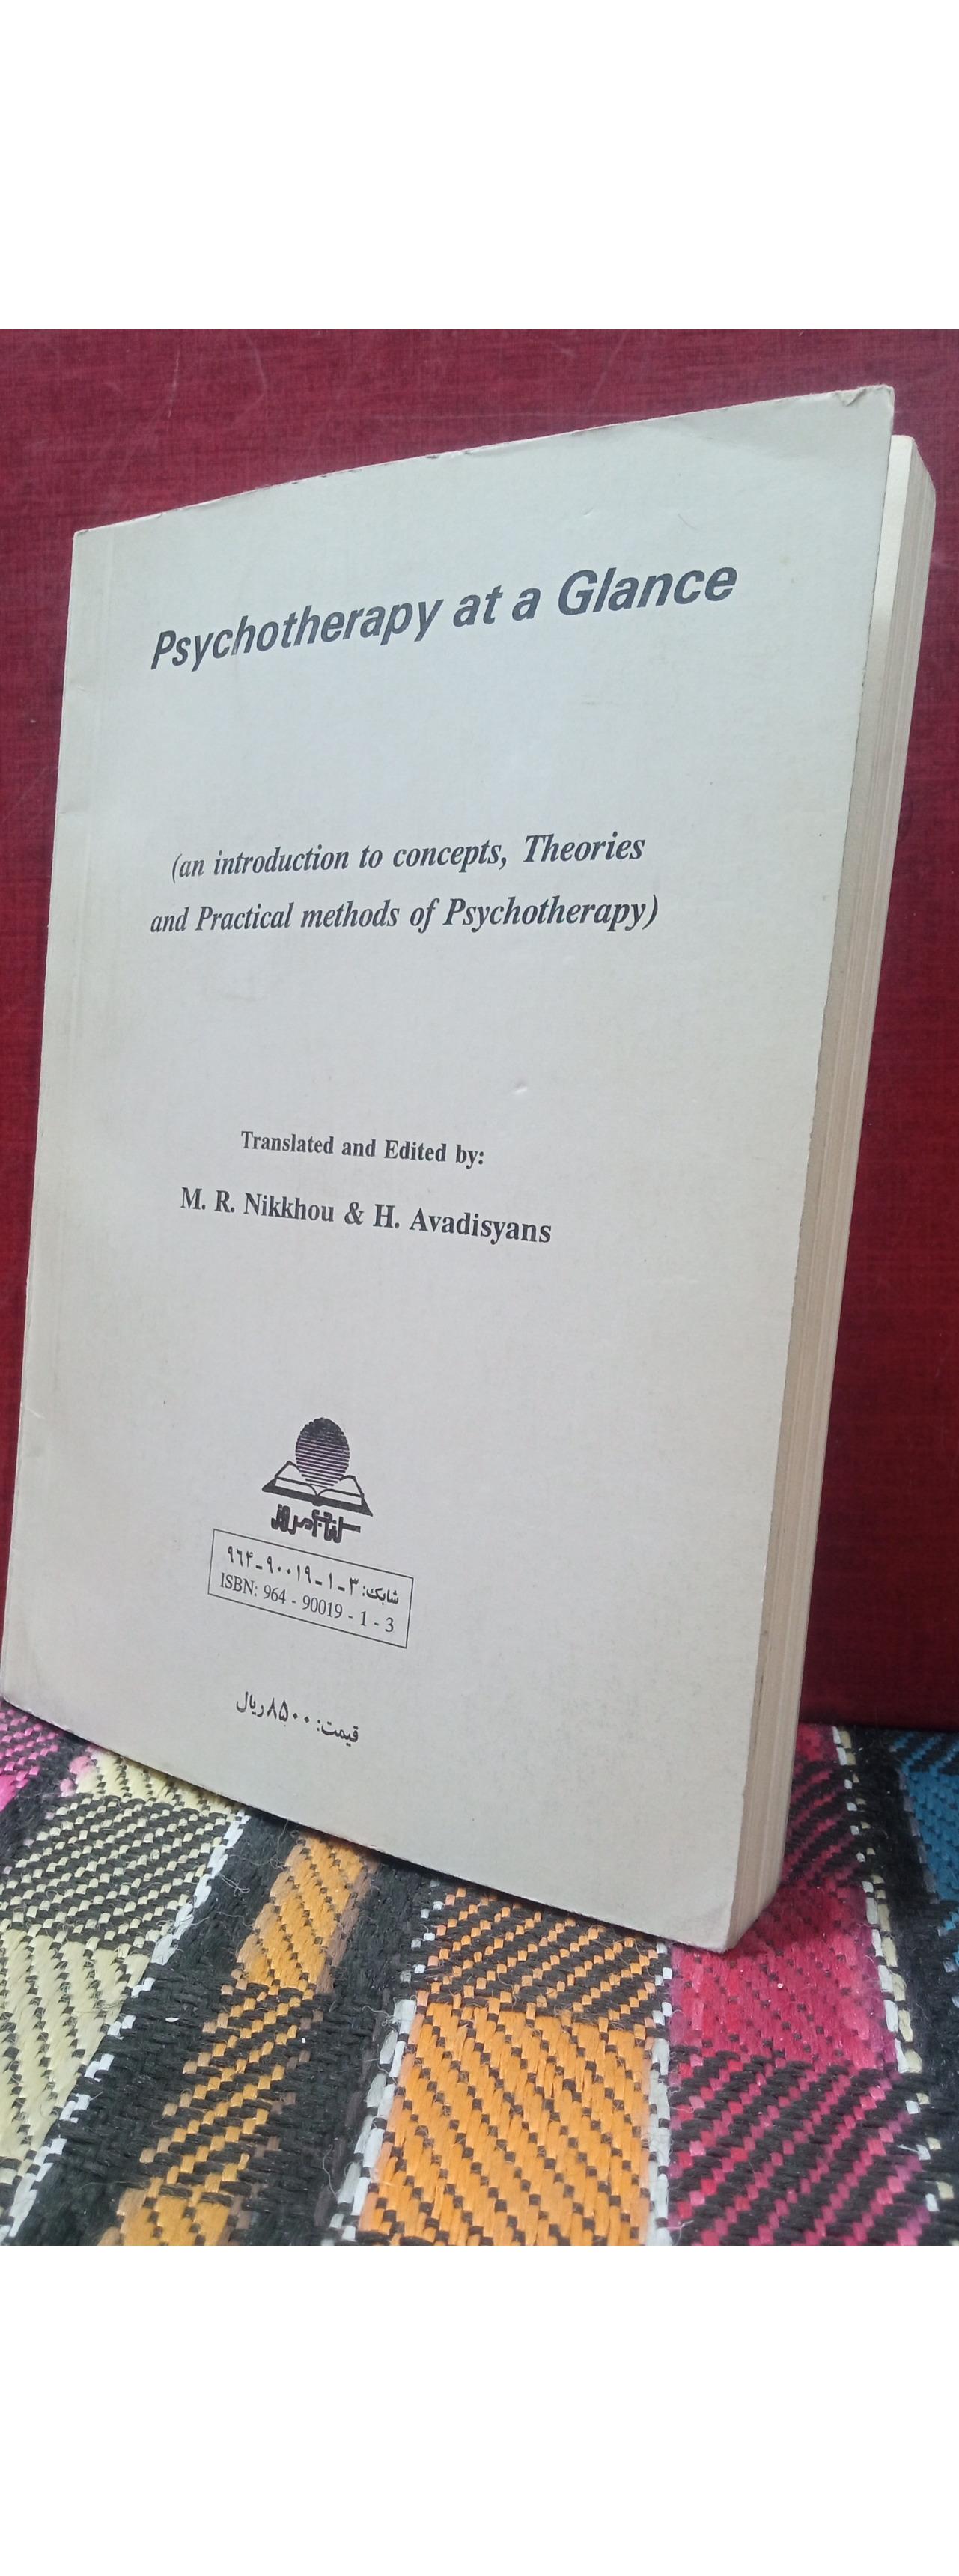 Psychotherapy at a Glance
(an introduction to concepts, Theories
and Practical methods of Psychotherapy)
Translated and Edited by:
M. R. Nikkhou & H. Avadisyans
شابک: ۳-۱-۹۰۰۱۹-۹۶۴
ISBN: 964 - 90019 - 1 - 3
قیمت: ۸۵۰۰ ریال